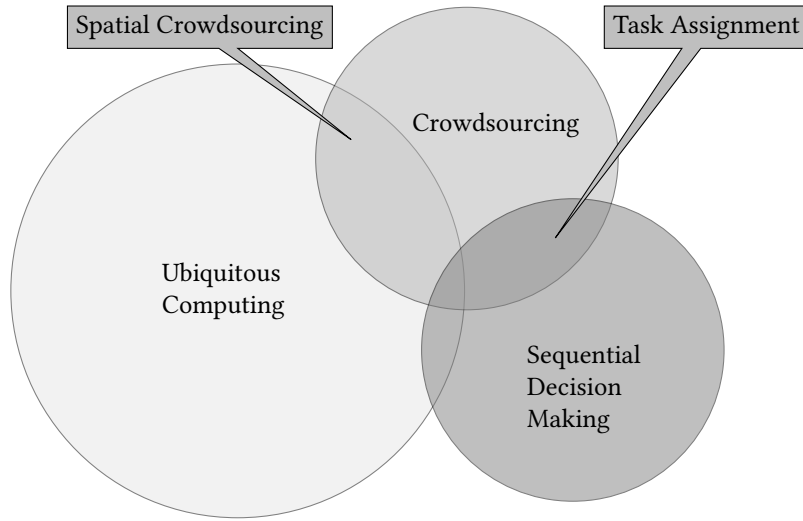 Spatial Crowdsourcing
Task Assignment
Crowdsourcing
Ubiquitous
Computing
Sequential
Decision
Making